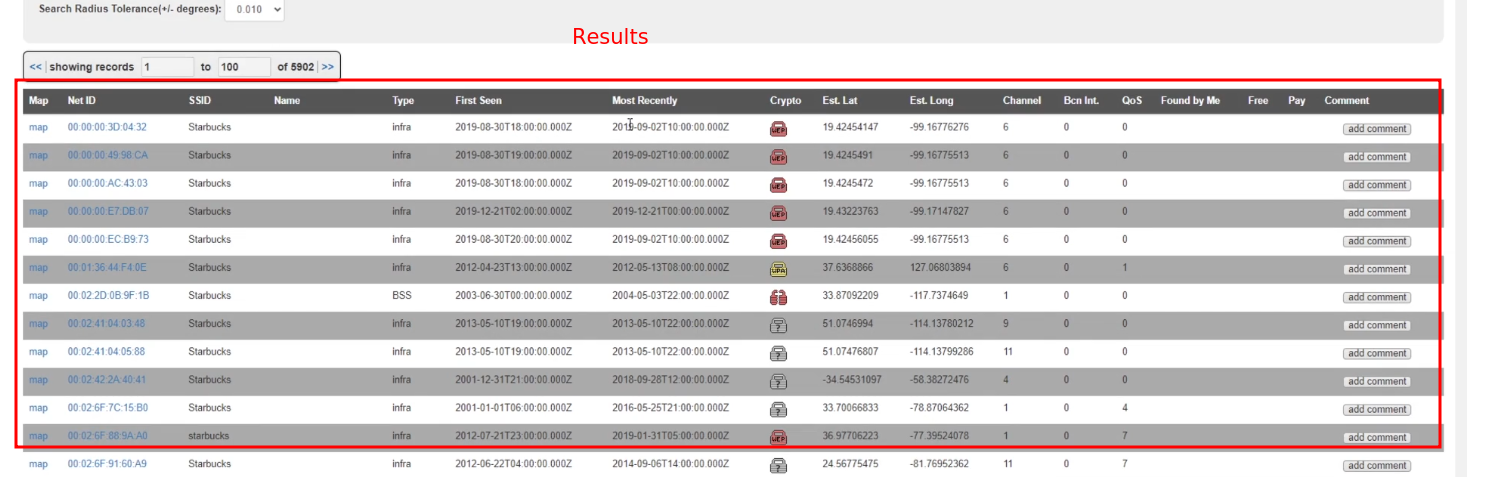 Search Radius Tolerance(+/- degrees): 0.010
Results
<< showing records 1 to 100 of 5902 >>
Map Net ID SSID Name Type First Seen Most Recently Crypto Est. Lat Est. Long Channel Bcn Int. QoS Found by Me Free Pay Comment
map 00:00:00:3D:04:32 Starbucks infra 2019-08-30T18:00:00.000Z 2019-09-02T10:00:00.000Z WEP 19.42454147 -99.16776276 6 0 0 add comment
map 00:00:00:49:98:CA Starbucks infra 2019-08-30T19:00:00.000Z 2019-09-02T10:00:00.000Z WEP 19.4245491 -99.16775513 6 0 0 add comment
map 00:00:00:AC:43:03 Starbucks infra 2019-08-30T18:00:00.000Z 2019-09-02T10:00:00.000Z WEP 19.4245472 -99.16775513 6 0 0 add comment
map 00:00:00:E7:DB:07 Starbucks infra 2019-12-21T02:00:00.000Z 2019-12-21T00:00:00.000Z WEP 19.43223763 -99.17147827 6 0 0 add comment
map 00:00:00:EC:B9:73 Starbucks infra 2019-08-30T20:00:00.000Z 2019-09-02T10:00:00.000Z WEP 19.42456055 -99.16775513 6 0 0 add comment
map 00:01:36:44:F4:0E Starbucks infra 2012-04-23T13:00:00.000Z 2012-05-13T08:00:00.000Z WPA 37.6368866 127.06803894 6 0 1 add comment
map 00:02:2D:0B:9F:1B Starbucks BSS 2003-06-30T00:00:00.000Z 2004-05-03T22:00:00.000Z 33.87092209 -117.7374649 1 0 0 add comment
map 00:02:41:04:03:48 Starbucks infra 2013-05-10T19:00:00.000Z 2013-05-10T22:00:00.000Z ? 51.0746994 -114.13780212 9 0 0 add comment
map 00:02:41:04:05:88 Starbucks infra 2013-05-10T19:00:00.000Z 2013-05-10T22:00:00.000Z ? 51.07476807 -114.13799286 11 0 0 add comment
map 00:02:42:2A:40:41 Starbucks infra 2001-12-31T21:00:00.000Z 2018-09-28T12:00:00.000Z ? -34.54531097 -58.38272476 4 0 0 add comment
map 00:02:6F:7C:15:B0 Starbucks infra 2001-01-01T06:00:00.000Z 2016-05-25T21:00:00.000Z ? 33.70066833 -78.87064362 1 0 4 add comment
map 00:02:6F:88:9A:A0 starbucks infra 2012-07-21T23:00:00.000Z 2019-01-31T05:00:00.000Z WEP 36.97706223 -77.39524078 1 0 7 add comment
map 00:02:6F:91:60:A9 Starbucks infra 2012-06-22T04:00:00.000Z 2014-09-06T14:00:00.000Z ? 24.56775475 -81.76952362 11 0 7 add comment